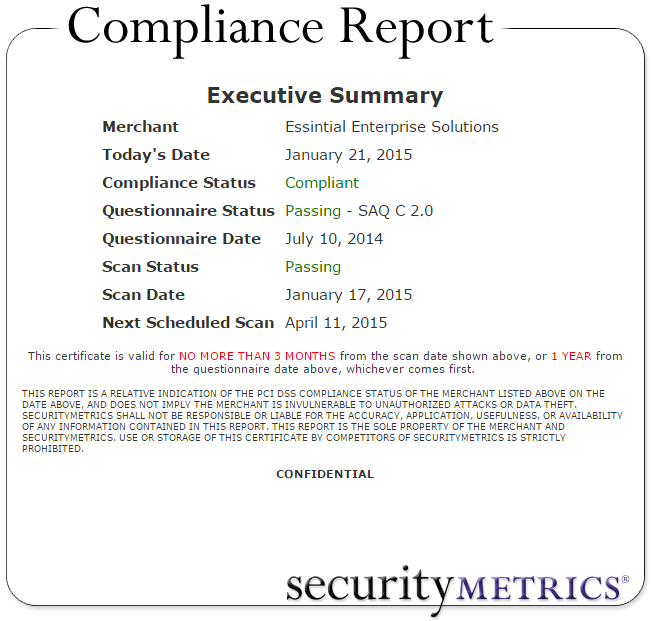 Compliance Report
Executive Summary
Merchant Essintial Enterprise Solutions
Today's Date January 21, 2015
Compliance Status Compliant
Questionnaire Status Passing - SAQ C 2.0
Questionnaire Date July 10, 2014
Scan Status Passing
Scan Date January 17, 2015
Next Scheduled Scan April 11, 2015
This certificate is valid for NO MORE THAN 3 MONTHS from the scan date shown above, or 1 YEAR from
the questionnaire date above, whichever comes first.
THIS REPORT IS A RELATIVE INDICATION OF THE PCI DSS COMPLIANCE STATUS OF THE MERCHANT LISTED ABOVE ON THE
DATE ABOVE, AND DOES NOT IMPLY THE MERCHANT IS INVULNERABLE TO UNAUTHORIZED ATTACKS OR DATA THEFT.
SECURITYMETRICS SHALL NOT BE RESPONSIBLE OR LIABLE FOR THE ACCURACY, APPLICATION, USEFULNESS, OR AVAILABILITY
OF ANY INFORMATION CONTAINED IN THIS REPORT. THIS REPORT IS THE SOLE PROPERTY OF THE MERCHANT AND
SECURITYMETRICS. USE OR STORAGE OF THIS CERTIFICATE BY COMPETITORS OF SECURITYMETRICS IS STRICTLY
PROHIBITED.
CONFIDENTIAL
securityMETRICS®